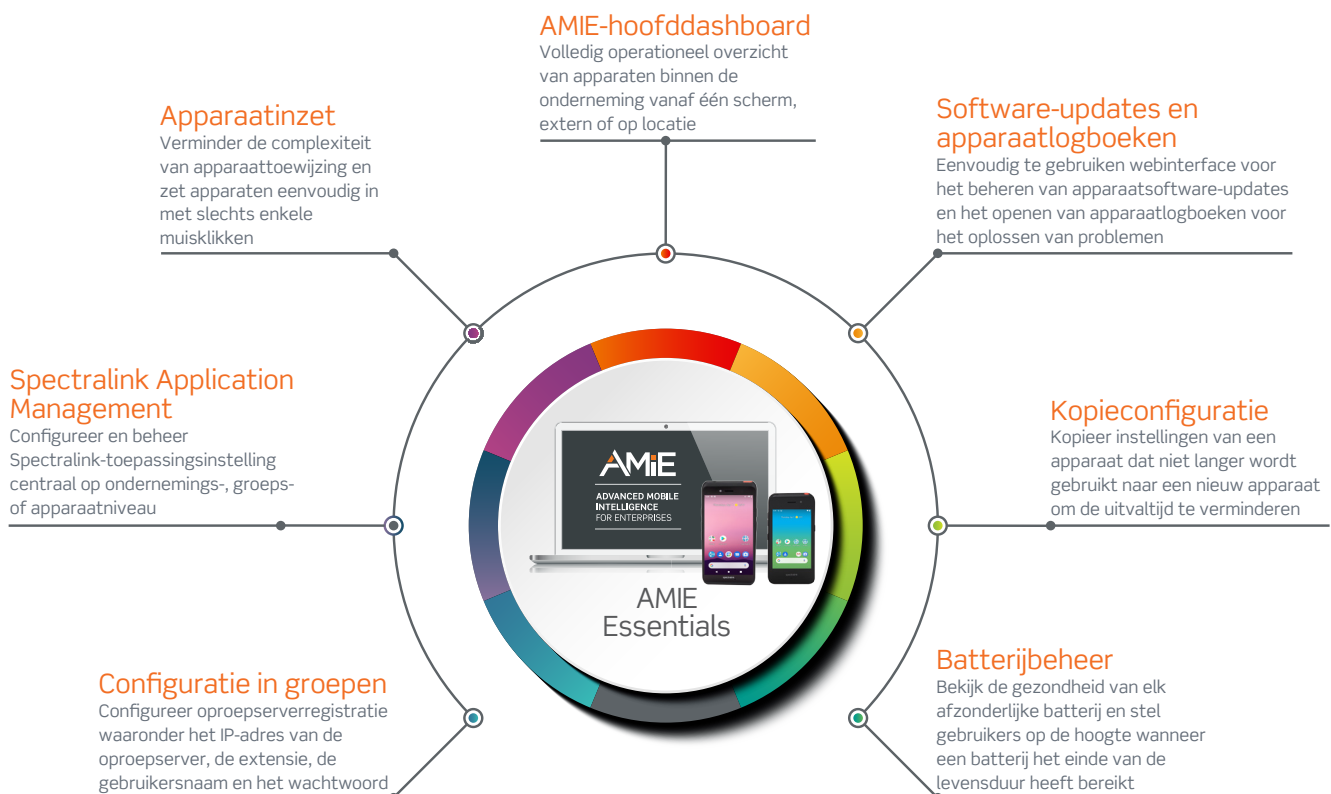 AMIE-hoofddashboard
Volledig operationeel overzicht
van apparaten binnen de
onderneming vanaf één scherm,
extern of op locatie
Apparaatinzet
Verminder de complexiteit
van apparaattoewijzing en
zet apparaten eenvoudig in
met slechts enkele
muisklikken
Software-updates en
apparaatlogboeken
Eenvoudig te gebruiken webinterface voor
het beheren van apparaatsoftware-updates
en het openen van apparaatlogboeken voor
het oplossen van problemen
Spectralink Application
Management
Configureer en beheer
Spectralink-toepassingsinstelling
centraal op ondernemings-, groeps-
of apparaatniveau
Kopieconfiguratie
Kopieer instellingen van een
apparaat dat niet langer wordt
gebruikt naar een nieuw apparaat
om de uitvaltijd te verminderen
AMiE
ADVANCED MOBILE
INTELLIGENCE
FOR ENTERPRISES
AMIE
Essentials
Configuratie in groepen
Configureer oproepserverregistratie
waaronder het IP-adres van de
oproepserver, de extensie, de
gebruikersnaam en het wachtwoord
Batterijbeheer
Bekijk de gezondheid van elk
afzonderlijke batterij en stel
gebruikers op de hoogte wanneer
een batterij het einde van de
levensduur heeft bereikt